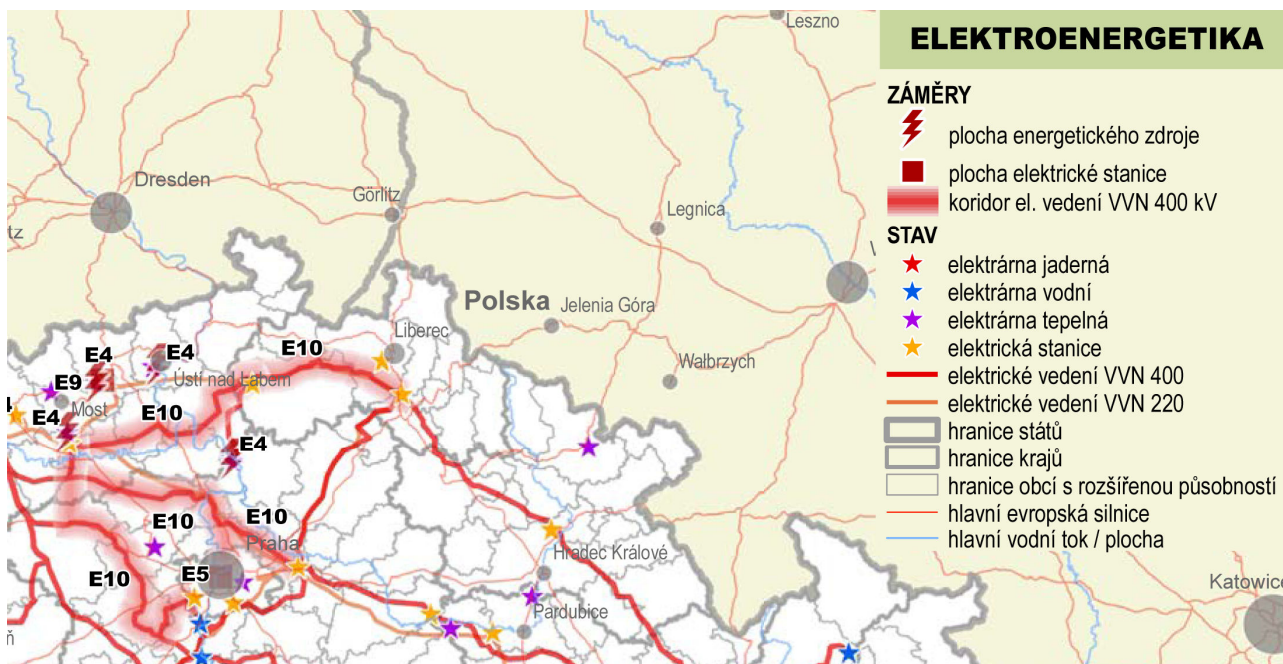 Leszno
ELEKTROENERGETIKA
ZÁMĚRY
plocha energetického zdroje
plocha elektrické stanice
koridor el. vedení VVN 400 kV
STAV
elektrárna jaderná
elektrárna vodní
elektrárna tepelná
elektrická stanice
elektrické vedení VVN 400
elektrické vedení VVN 220
hranice států
hranice krajů
hranice obcí s rozšířenou působností
hlavní evropská silnice
hlavní vodní tok / plocha
Dresden
Görlitz
Legnica
tz
Polska
Jelenia Góra
Liberec
Wałbrzych
E10
E4
E4
Ústí nad Labem
E9
Most
E4
E10
E4
E10
E10
Praha
E10
E5
Hradec Králové
Pardubice
Katowice